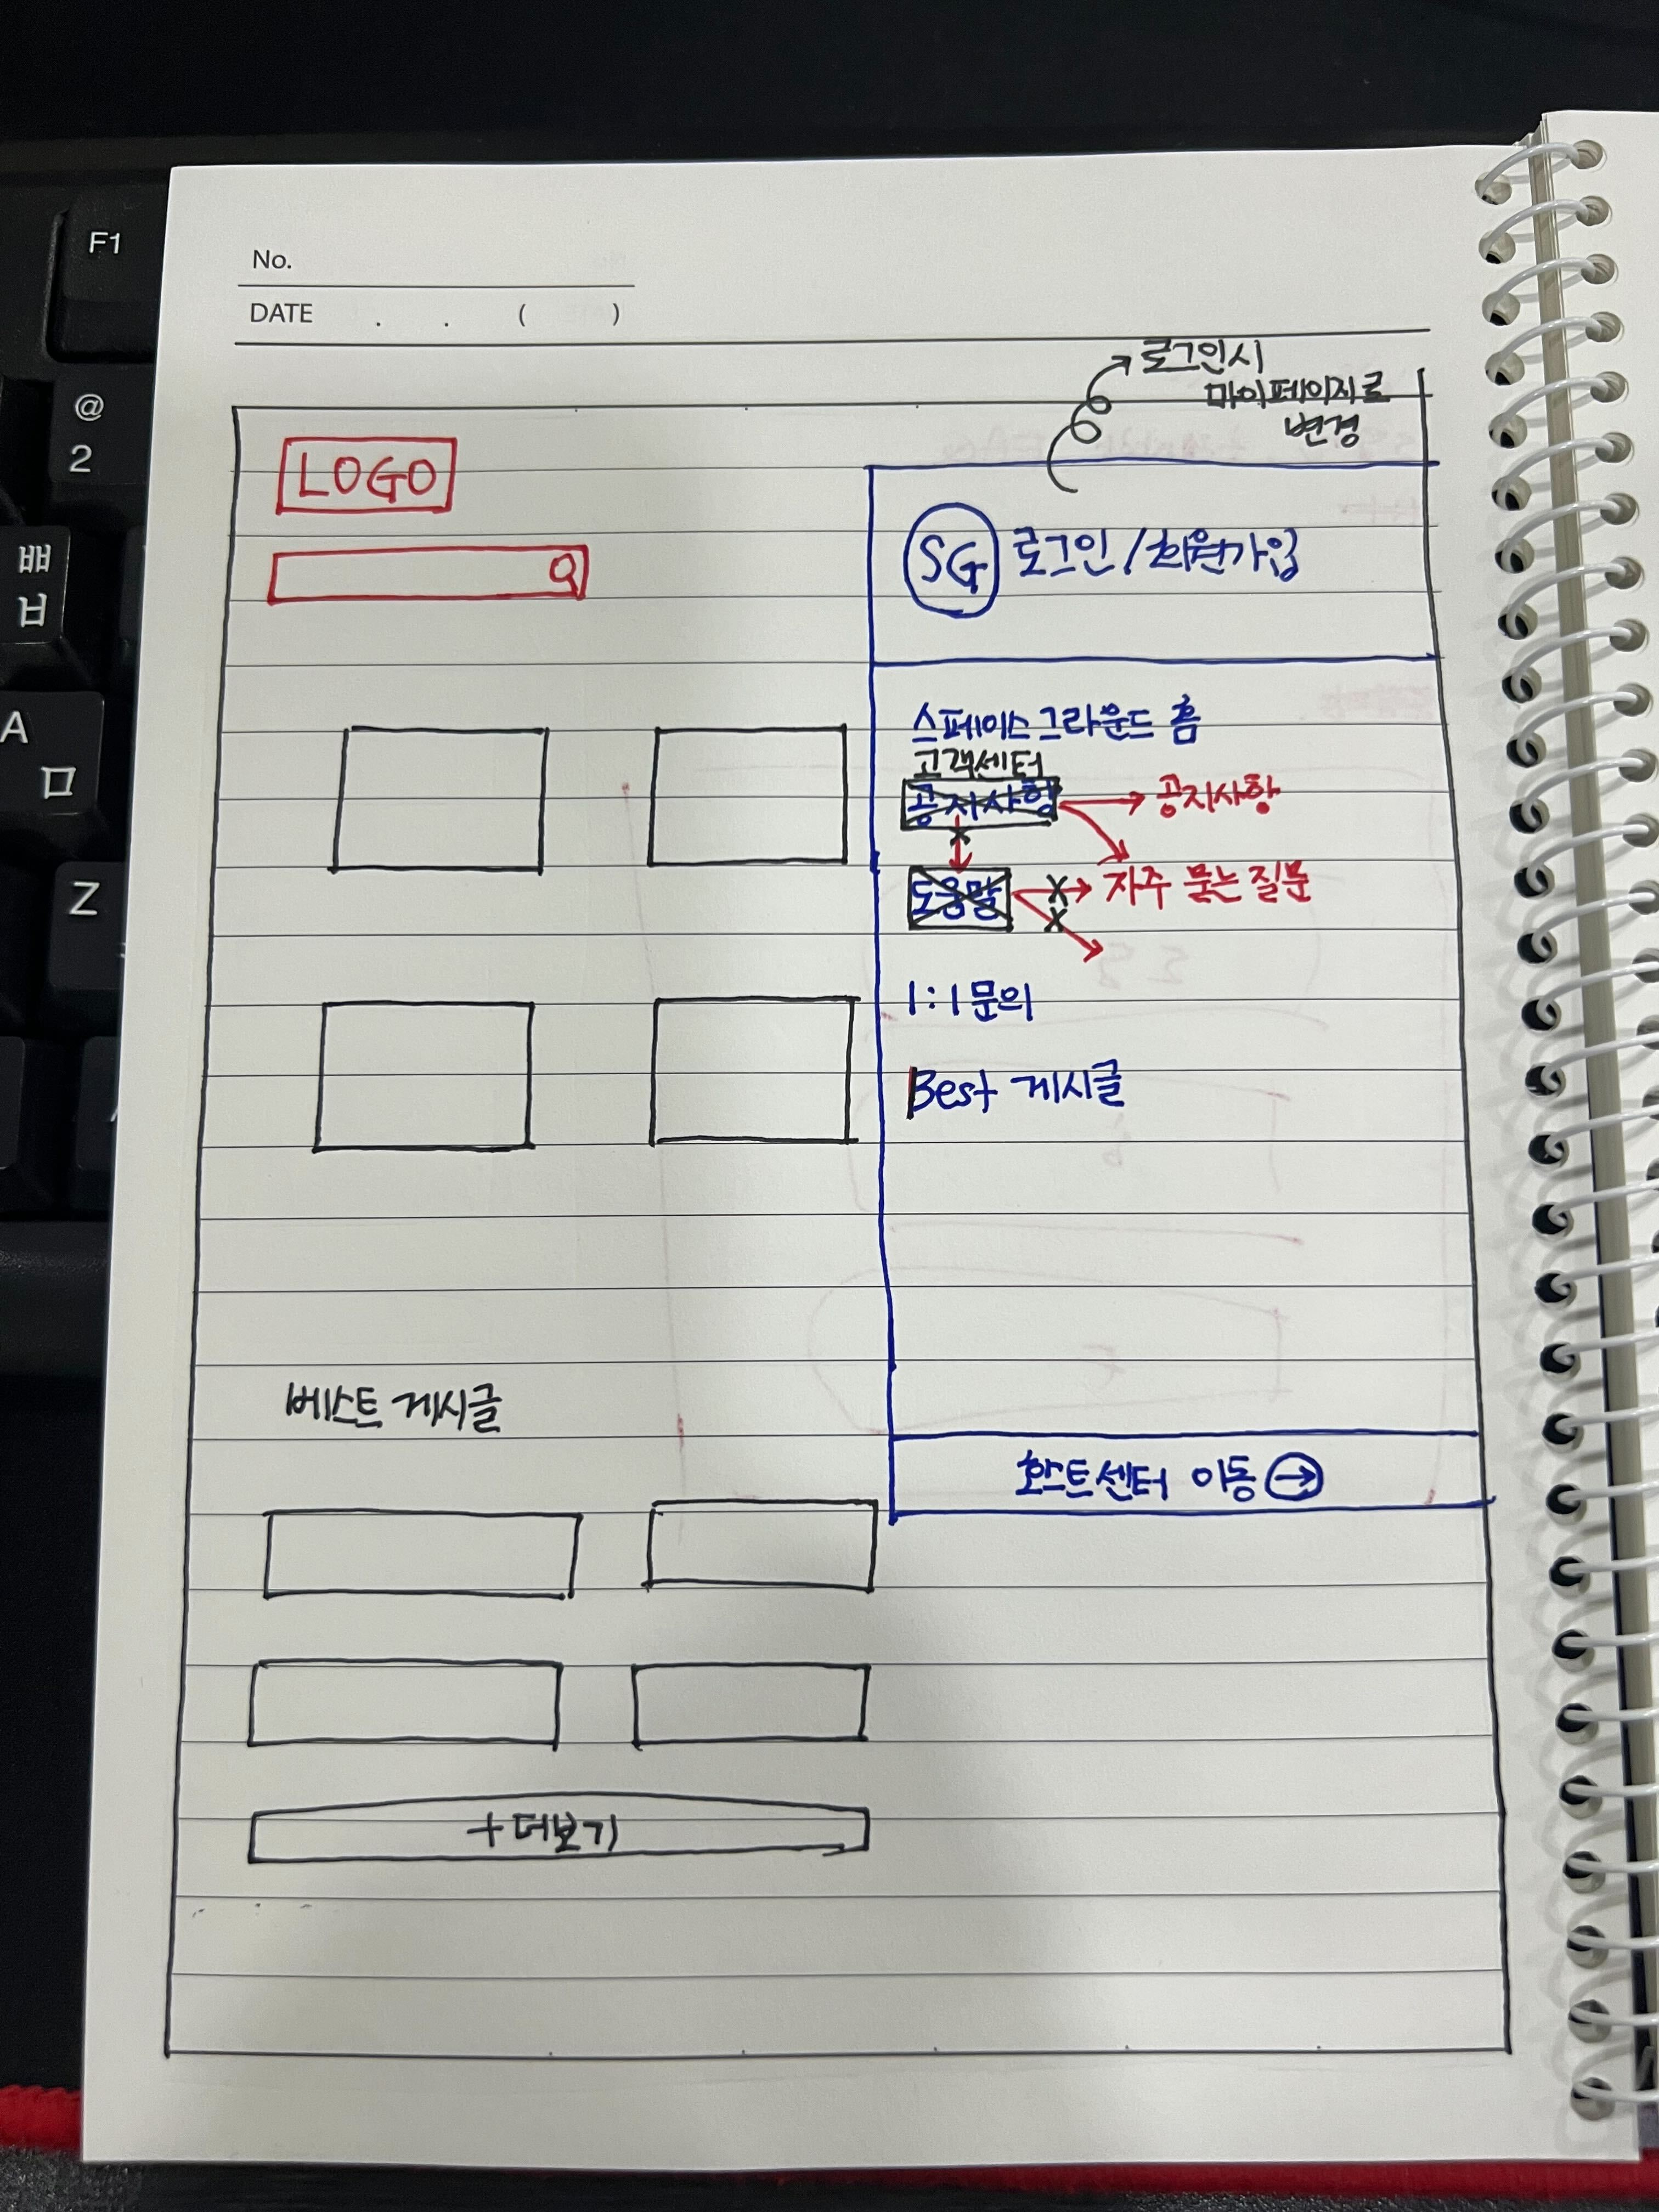 F1
@
2
ㅃ
ㅂ
A
ㅁ
Z
No.
DATE . . ( )
로그인시
마이페이지로
변경
LOGO
SG 로그인/회원가입
스페이스그라운드 홈
고객센터
공지사항 → 공지사항
도움말 → 자주 묻는 질문
1:1문의
Best 게시글
베스트 게시글
호스트센터 이동 →
+더보기